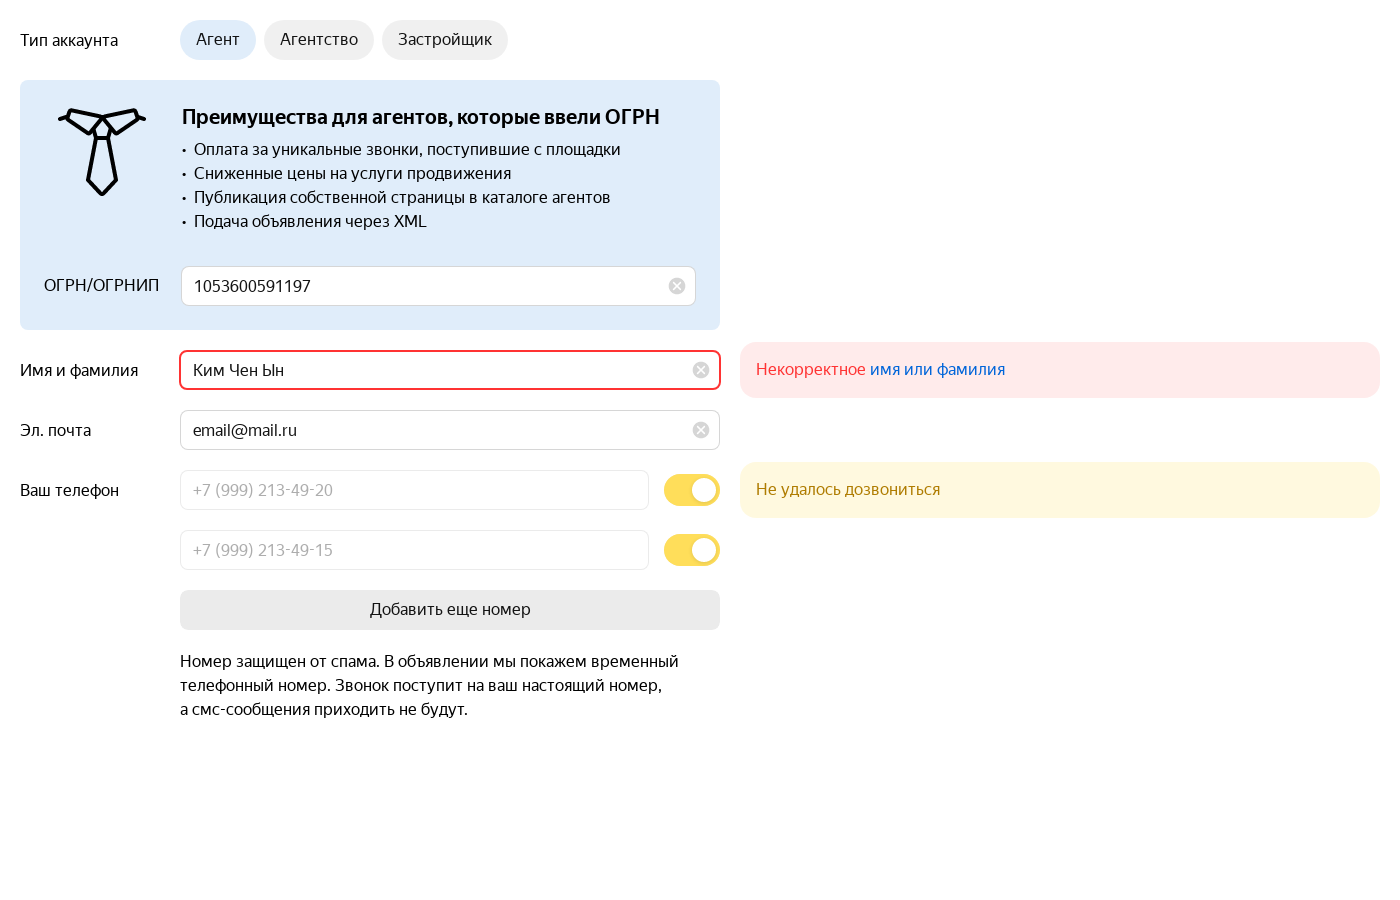 Тип аккаунта
Агент
Агентство
Застройщик
Преимущества для агентов, которые ввели ОГРН
• Оплата за уникальные звонки, поступившие с площадки
• Сниженные цены на услуги продвижения
• Публикация собственной страницы в каталоге агентов
• Подача объявления через XML
ОГРН/ОГРНИП
1053600591197
Имя и фамилия
Ким Чен Ын
Некорректное имя или фамилия
Эл. почта
email@mail.ru
Ваш телефон
+7 (999) 213-49-20
Не удалось дозвониться
+7 (999) 213-49-15
Добавить еще номер
Номер защищен от спама. В объявлении мы покажем временный
телефонный номер. Звонок поступит на ваш настоящий номер,
а смс-сообщения приходить не будут.